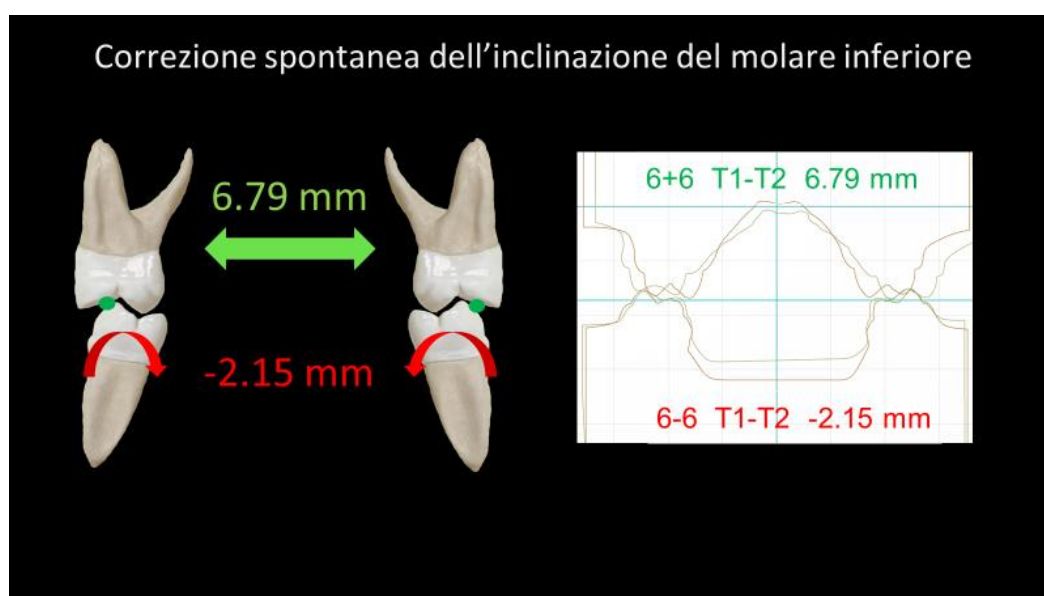 Correzione spontanea dell'inclinazione del molare inferiore
6.79 mm
-2.15 mm
6+6 T1-T2 6.79 mm
6-6 T1-T2 -2.15 mm